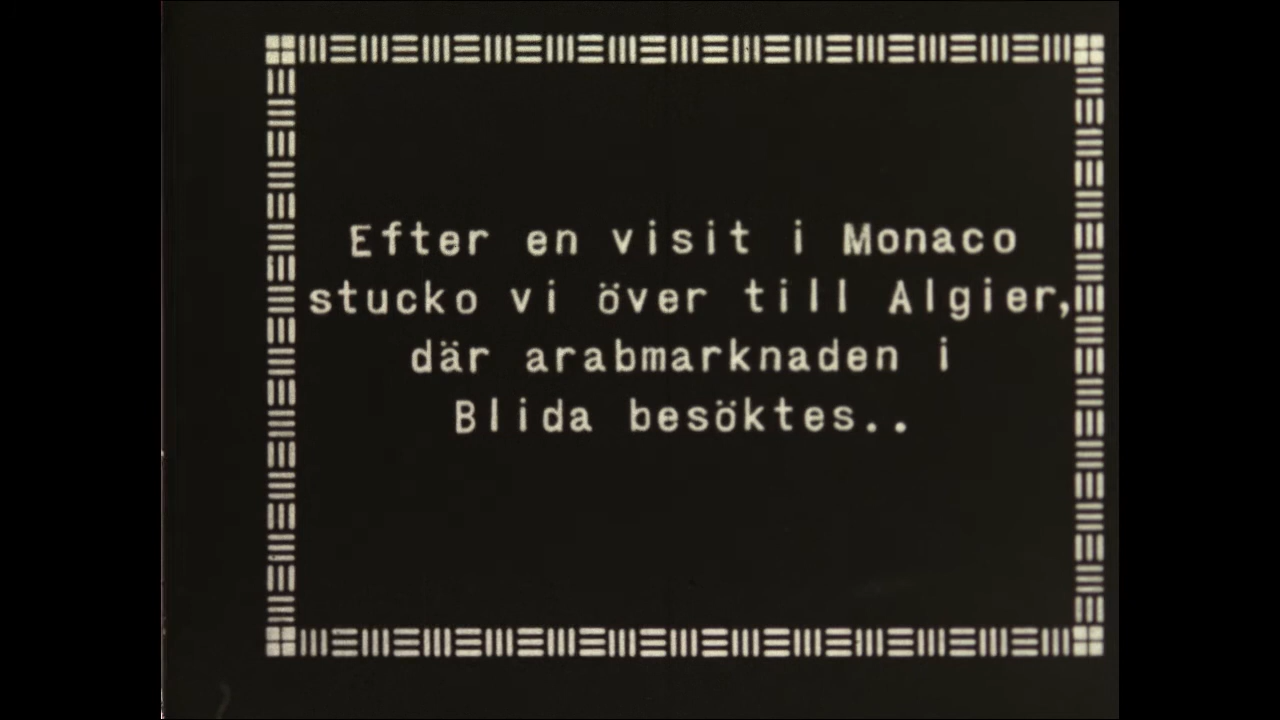 Efter en visit i Monaco
stucko vi över till Algier,
där arabmarknaden i
Blida besöktes..